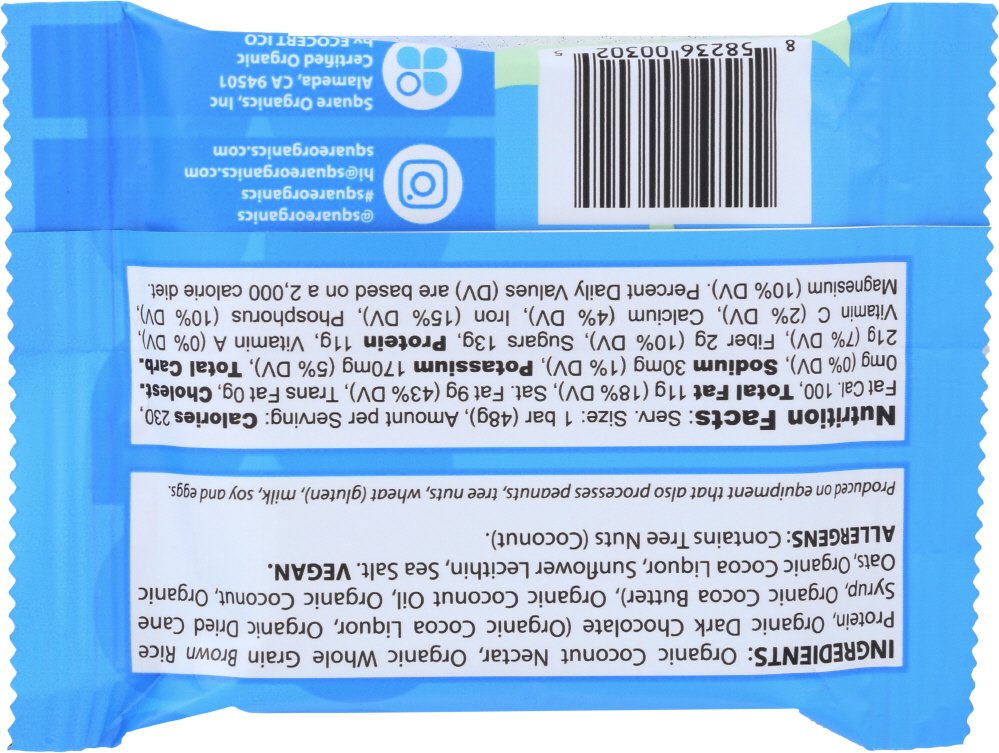 INGREDIENTS: Organic Coconut Nectar, Organic Whole Grain Brown Rice
Protein, Organic Dark Chocolate (Organic Cocoa Liquor, Organic Dried Cane
Syrup, Organic Cocoa Butter), Organic Coconut Oil, Organic Coconut, Organic
Oats, Organic Cocoa Liquor, Sunflower Lecithin, Sea Salt. VEGAN.
ALLERGENS: Contains Tree Nuts (Coconut).
Produced on equipment that also processes peanuts, tree nuts, wheat (gluten), milk, soy and eggs.
Nutrition Facts: Serv. Size: 1 bar (48g), Amount per Serving: Calories 230,
Fat Cal. 100, Total Fat 11g (18% DV), Sat. Fat 9g (43% DV), Trans Fat 0g, Cholest.
0mg (0% DV), Sodium 30mg (1% DV), Potassium 170mg (5% DV), Total Carb.
21g (7% DV), Fiber 2g (10% DV), Sugars 13g, Protein 11g, Vitamin A (0% DV),
Vitamin C (2% DV), Calcium (4% DV), Iron (15% DV), Phosphorus (10% DV),
Magnesium (10% DV). Percent Daily Values (DV) are based on a 2,000 calorie diet.
@squareorganics
#squareorganics
hi@squareorganics.com
squareorganics.com
Square Organics, Inc
Alameda, CA 94501
Certified Organic
by ECOCERT ICO
8 58236 00302 5